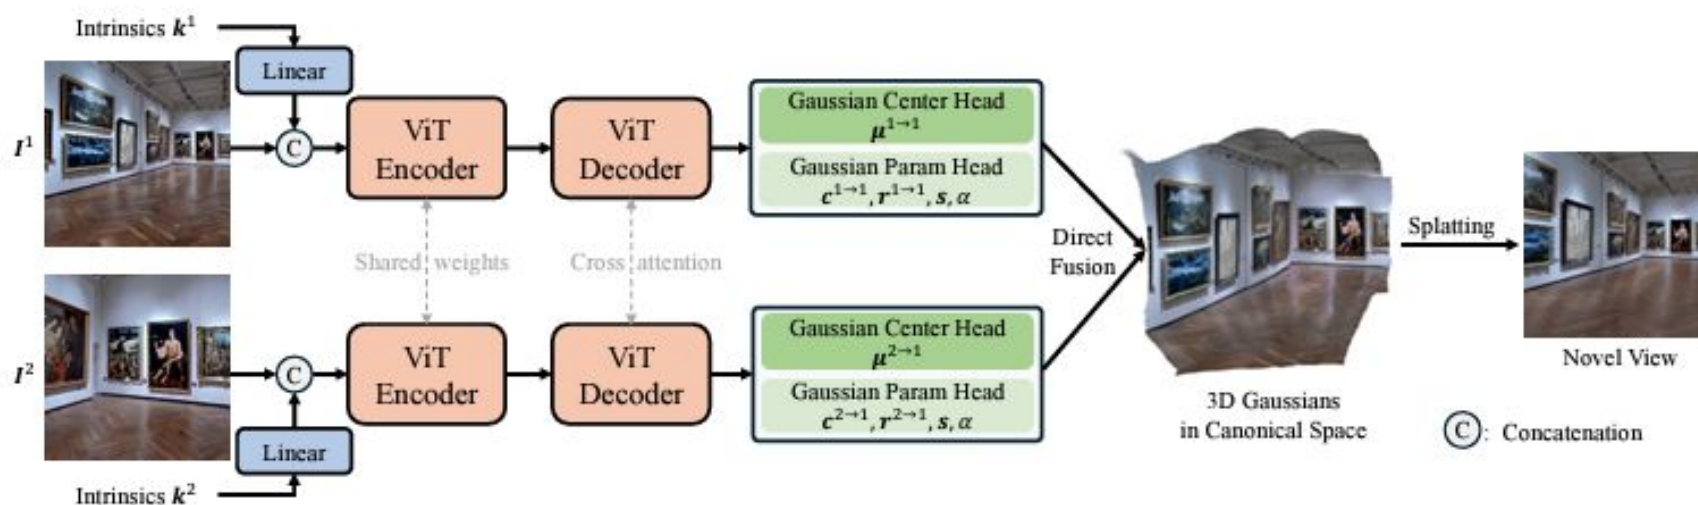 Intrinsics k¹
Linear
I¹
C
ViT
Encoder
ViT
Decoder
Gaussian Center Head
μ¹→¹
Gaussian Param Head
c¹→¹, r¹→¹, s, α
Shared weights
Cross attention
Direct
Fusion
Splatting
I²
C
ViT
Encoder
ViT
Decoder
Gaussian Center Head
μ²→¹
Gaussian Param Head
c²→¹, r²→¹, s, α
Linear
Intrinsics k²
3D Gaussians
in Canonical Space
Novel View
C : Concatenation